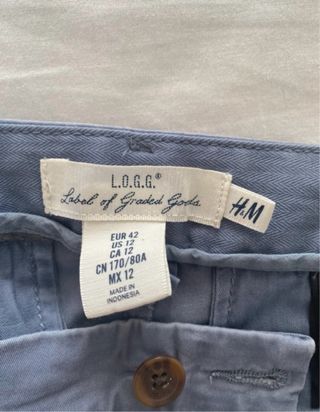 L.O.G.G.®
Label of Graded Goods.
H&M
EUR 42
US 12
CA 12
CN 170/80A
MX 12
MADE IN
INDONESIA